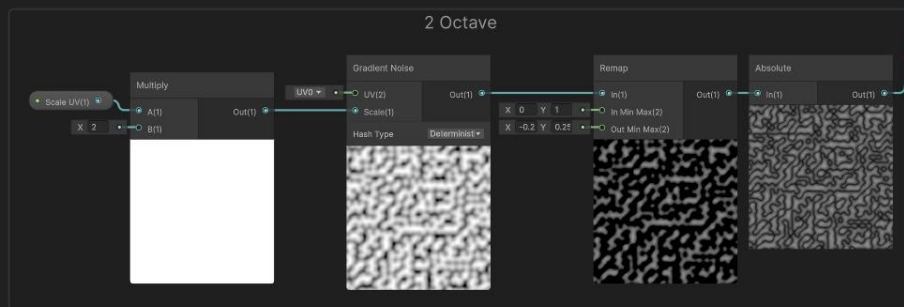 2 Octave
Scale UV(1)
Multiply
A(1)
Out(1)
X 2
B(1)
Gradient Noise
UV0
UV(2)
Out(1)
Scale(1)
Hash Type
Determinist
Remap
In(1)
Out(1)
X 0 Y 1
In Min Max(2)
X -0.2 Y 0.25
Out Min Max(2)
Absolute
In(1)
Out(1)